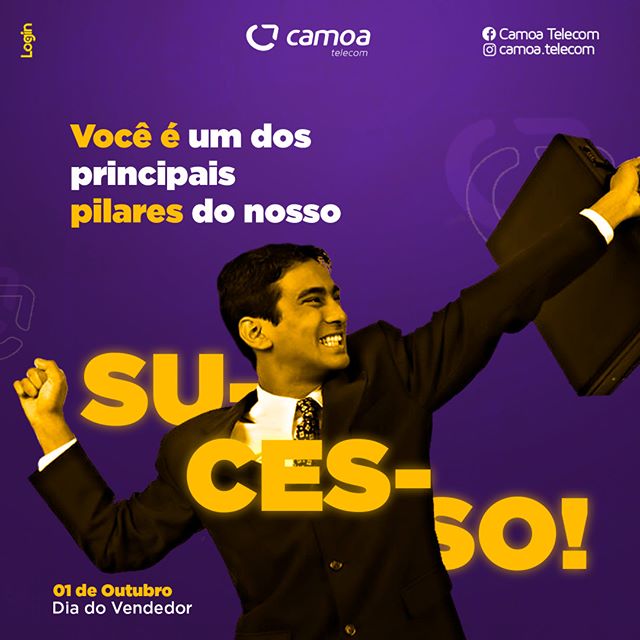 Login
camoa
telecom
Camoa Telecom
camoa.telecom
Você é um dos
principais
pilares do nosso
SU-
CES-
SO!
01 de Outubro
Dia do Vendedor